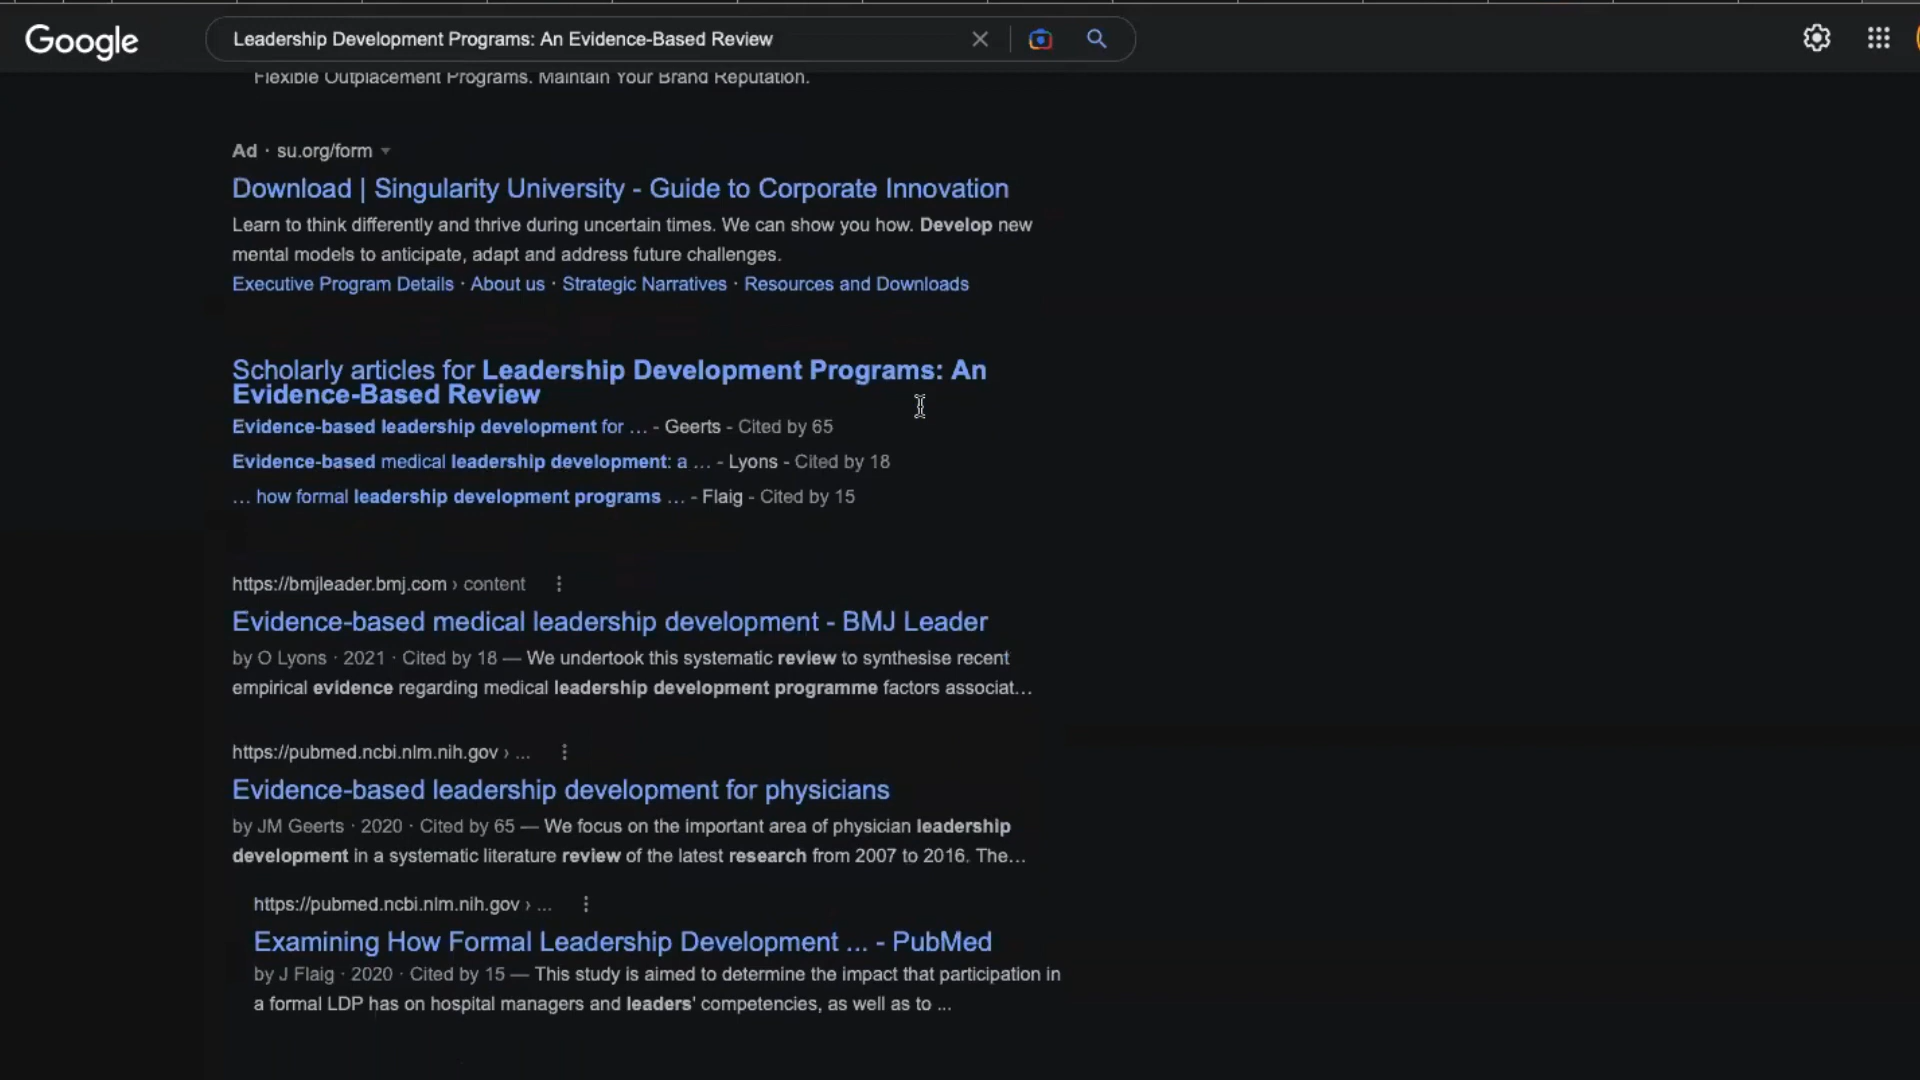 Google
Leadership Development Programs: An Evidence-Based Review
Flexible Outplacement Programs. Maintain Your Brand Reputation.
Ad · su.org/form
Download | Singularity University - Guide to Corporate Innovation
Learn to think differently and thrive during uncertain times. We can show you how. Develop new
mental models to anticipate, adapt and address future challenges.
Executive Program Details · About us · Strategic Narratives · Resources and Downloads
Scholarly articles for Leadership Development Programs: An
Evidence-Based Review
Evidence-based leadership development for ... - Geerts - Cited by 65
Evidence-based medical leadership development: a ... - Lyons - Cited by 18
... how formal leadership development programs ... - Flaig - Cited by 15
https://bmjleader.bmj.com › content
Evidence-based medical leadership development - BMJ Leader
by O Lyons · 2021 · Cited by 18 — We undertook this systematic review to synthesise recent
empirical evidence regarding medical leadership development programme factors associat...
https://pubmed.ncbi.nlm.nih.gov › ...
Evidence-based leadership development for physicians
by JM Geerts · 2020 · Cited by 65 — We focus on the important area of physician leadership
development in a systematic literature review of the latest research from 2007 to 2016. The...
https://pubmed.ncbi.nlm.nih.gov › ...
Examining How Formal Leadership Development ... - PubMed
by J Flaig · 2020 · Cited by 15 — This study is aimed to determine the impact that participation in
a formal LDP has on hospital managers and leaders' competencies, as well as to ...